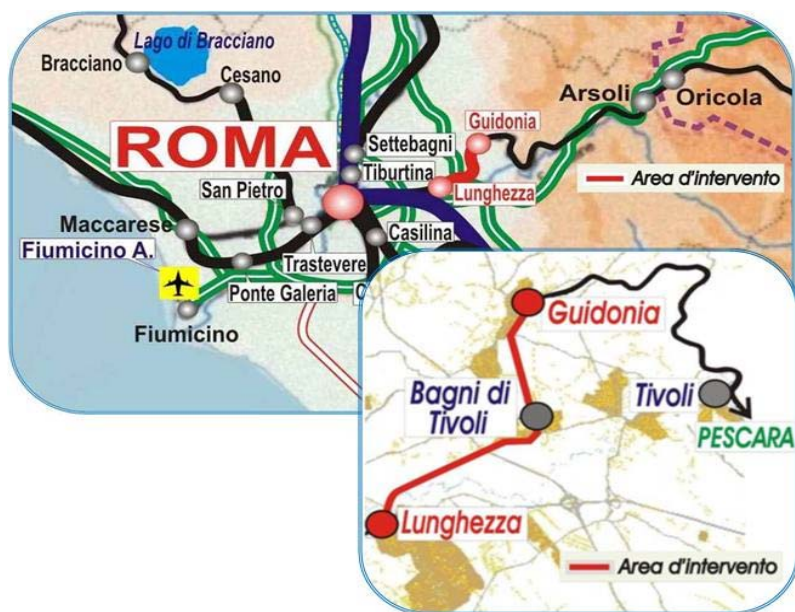 Lago di Bracciano
Bracciano
Cesano
Arsoli
Oricola
ROMA
Guidonia
Settebagni
Tiburtina
Lunghezza
Area d'intervento
San Pietro
Maccarese
Casilina
Fiumicino A.
Trastevere
Ponte Galeria
Fiumicino
Guidonia
Bagni di
Tivoli
Tivoli
PESCARA
Lunghezza
Area d'intervento